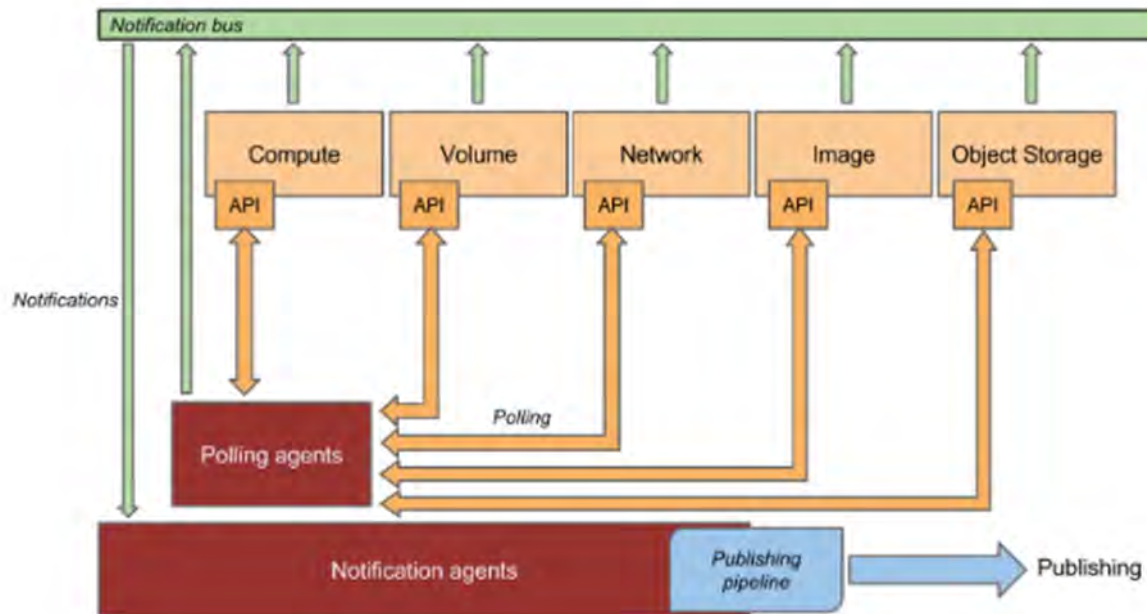 Notification bus
Compute
Volume
Network
Image
Object Storage
API
API
API
API
API
Notifications
Polling
Polling agents
Notification agents
Publishing
pipeline
Publishing